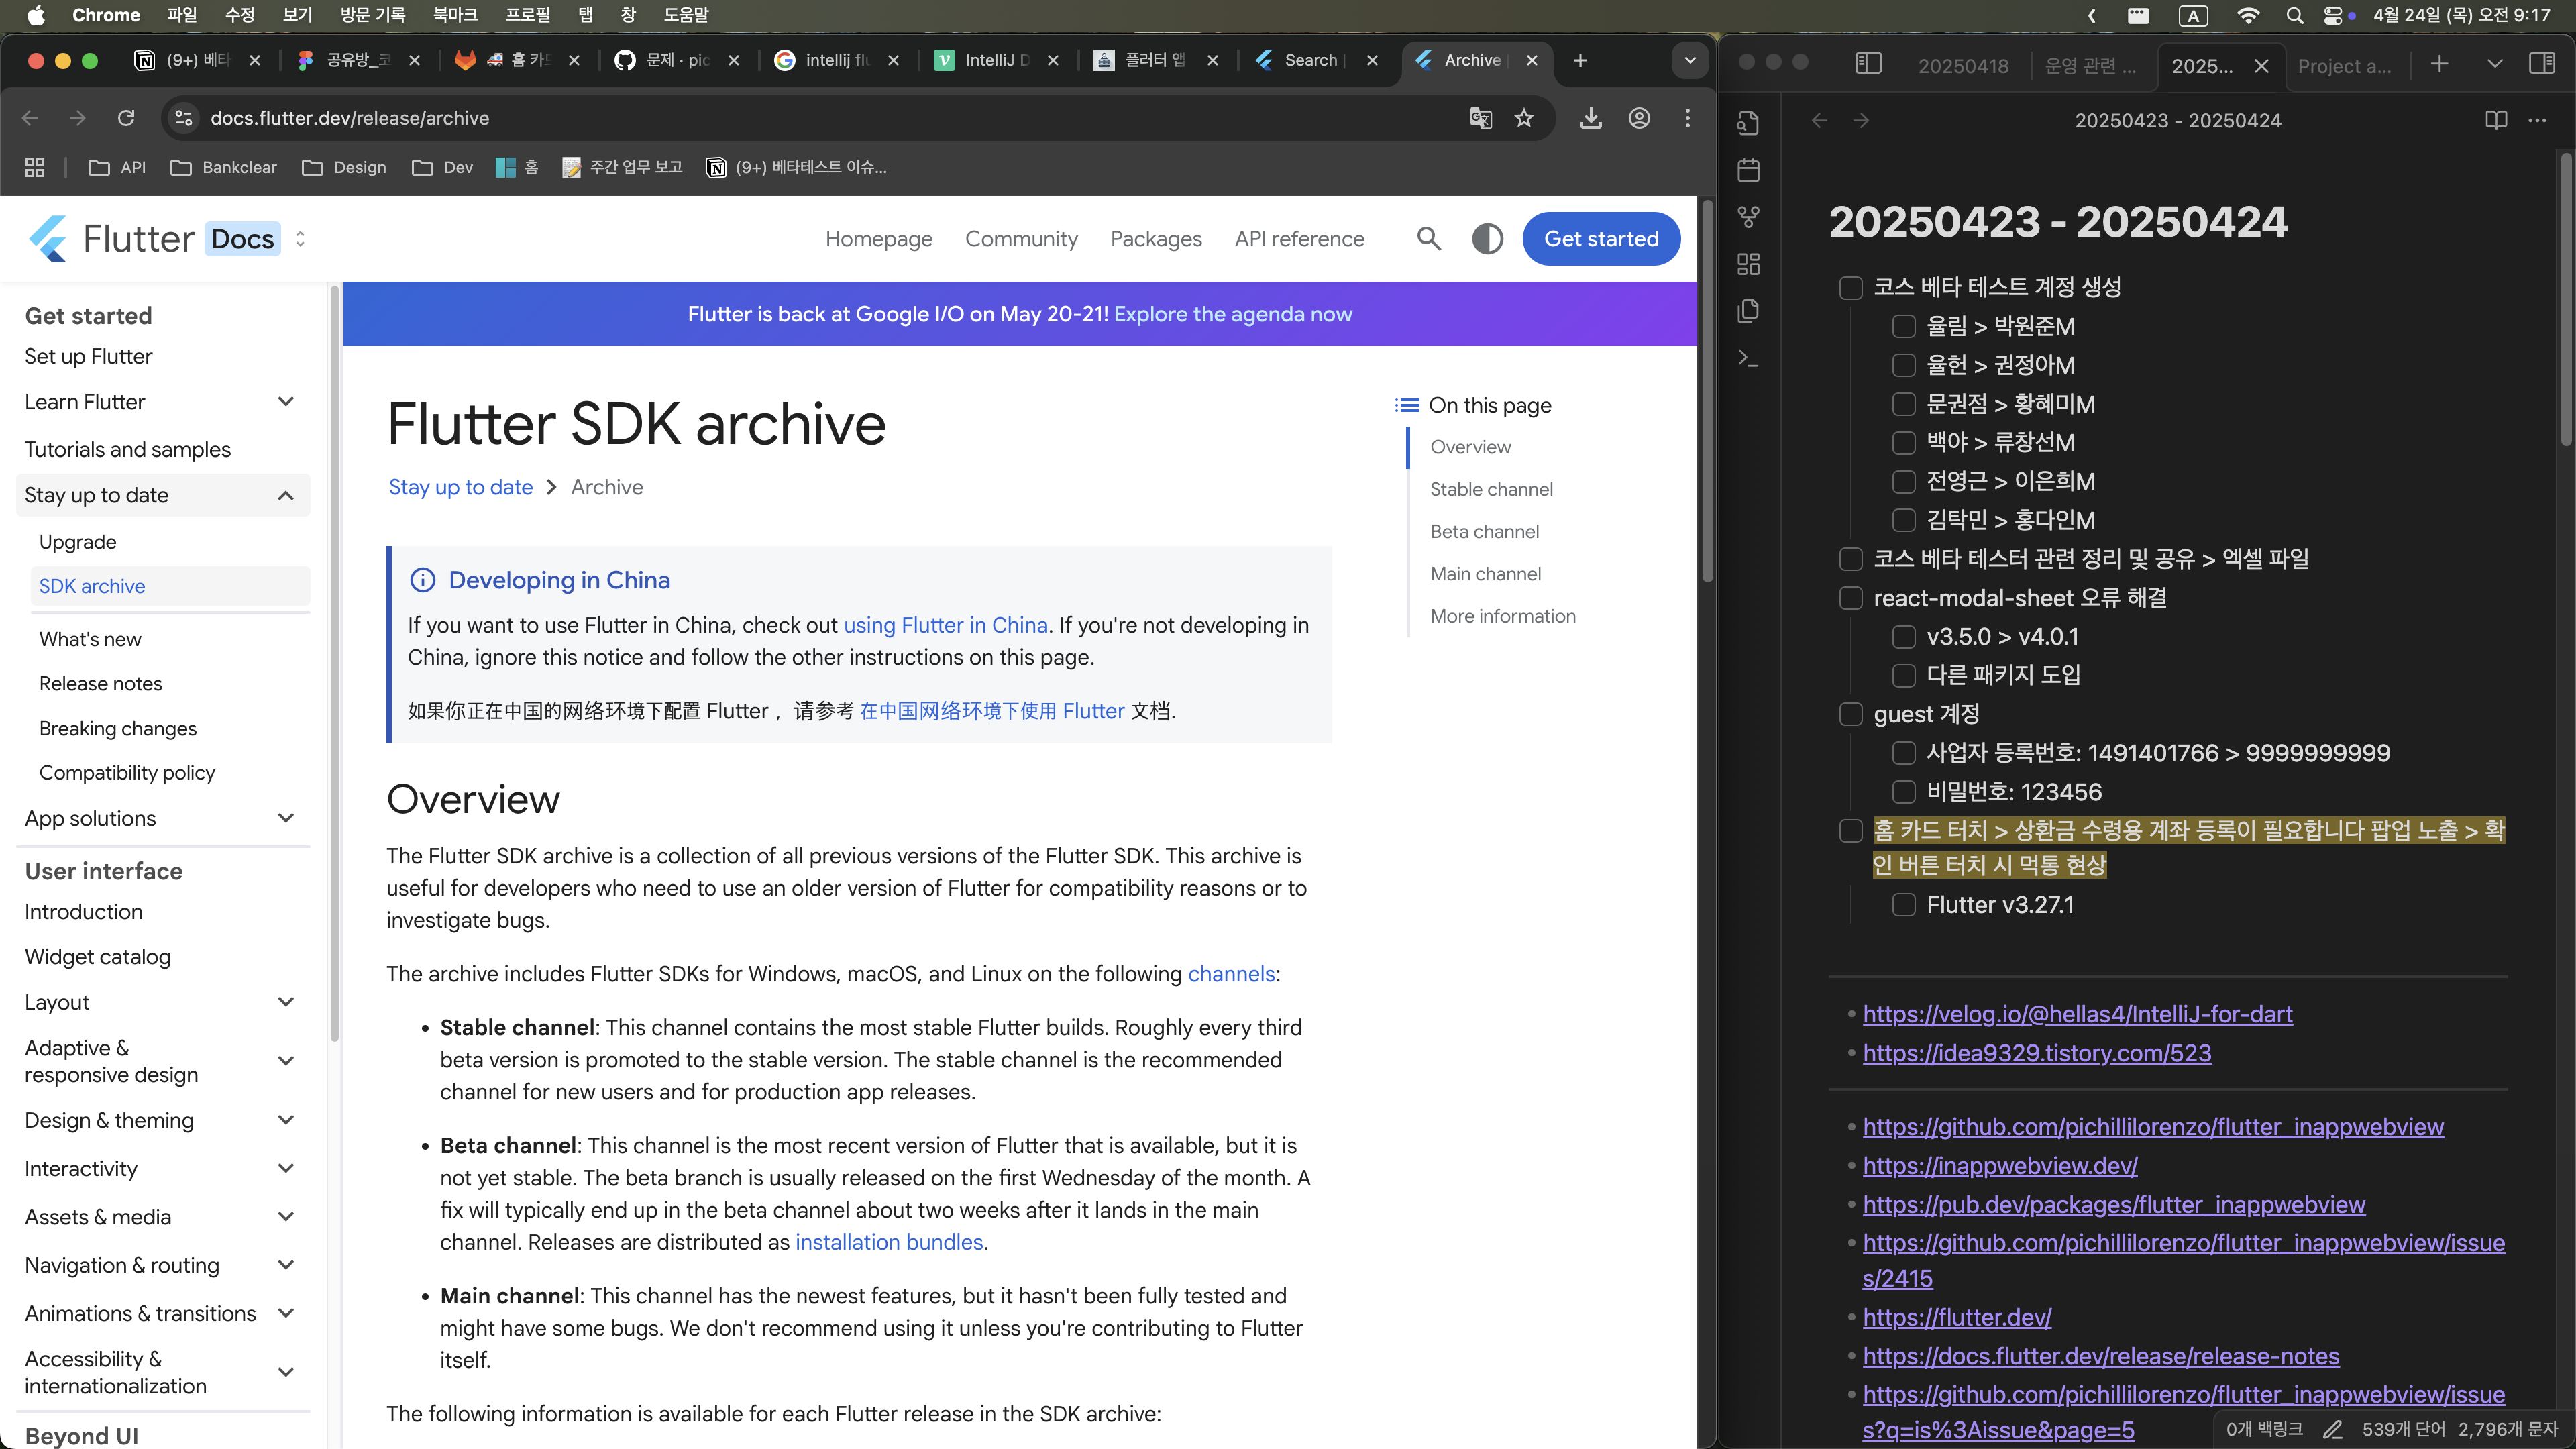 Chrome 파일 수정 보기 방문 기록 북마크 프로필 탭 창 도움말
A 4월 24일 (목) 오전 9:17
(9+) 베타 공유방_코 홈 카드 문제 · pic intellij flu IntelliJ D 플러터 앱 Search | Archive |
docs.flutter.dev/release/archive
API Bankclear Design Dev 홈 주간 업무 보고 (9+) 베타테스트 이슈...
Flutter Docs
Homepage Community Packages API reference Get started
Get started
Set up Flutter
Learn Flutter
Tutorials and samples
Stay up to date
Upgrade
SDK archive
What's new
Release notes
Breaking changes
Compatibility policy
App solutions
User interface
Introduction
Widget catalog
Layout
Adaptive &
responsive design
Design & theming
Interactivity
Assets & media
Navigation & routing
Animations & transitions
Accessibility &
internationalization
Beyond UI
Flutter is back at Google I/O on May 20-21! Explore the agenda now
Flutter SDK archive
Stay up to date > Archive
Developing in China
If you want to use Flutter in China, check out using Flutter in China. If you're not developing in
China, ignore this notice and follow the other instructions on this page.
如果你正在中国的网络环境下配置 Flutter，请参考 在中国网络环境下使用 Flutter 文档.
Overview
The Flutter SDK archive is a collection of all previous versions of the Flutter SDK. This archive is
useful for developers who need to use an older version of Flutter for compatibility reasons or to
investigate bugs.
The archive includes Flutter SDKs for Windows, macOS, and Linux on the following channels:
• Stable channel: This channel contains the most stable Flutter builds. Roughly every third
beta version is promoted to the stable version. The stable channel is the recommended
channel for new users and for production app releases.
• Beta channel: This channel is the most recent version of Flutter that is available, but it is
not yet stable. The beta branch is usually released on the first Wednesday of the month. A
fix will typically end up in the beta channel about two weeks after it lands in the main
channel. Releases are distributed as installation bundles.
• Main channel: This channel has the newest features, but it hasn't been fully tested and
might have some bugs. We don't recommend using it unless you're contributing to Flutter
itself.
The following information is available for each Flutter release in the SDK archive:
On this page
Overview
Stable channel
Beta channel
Main channel
More information
20250418 운영 관련 ... 2025... Project a...
20250423 - 20250424
20250423 - 20250424
코스 베타 테스트 계정 생성
율림 > 박원준M
율헌 > 권정아M
문권점 > 황혜미M
백야 > 류창선M
전영근 > 이은희M
김탁민 > 홍다인M
코스 베타 테스터 관련 정리 및 공유 > 엑셀 파일
react-modal-sheet 오류 해결
v3.5.0 > v4.0.1
다른 패키지 도입
guest 계정
사업자 등록번호: 1491401766 > 9999999999
비밀번호: 123456
홈 카드 터치 > 상환금 수령용 계좌 등록이 필요합니다 팝업 노출 > 확
인 버튼 터치 시 먹통 현상
Flutter v3.27.1
• https://velog.io/@hellas4/IntelliJ-for-dart
• https://idea9329.tistory.com/523
• https://github.com/pichillilorenzo/flutter_inappwebview
• https://inappwebview.dev/
• https://pub.dev/packages/flutter_inappwebview
• https://github.com/pichillilorenzo/flutter_inappwebview/issue
s/2415
• https://flutter.dev/
• https://docs.flutter.dev/release/release-notes
• https://github.com/pichillilorenzo/flutter_inappwebview/issue
s?q=is%3Aissue&page=5
0개 백링크 539개 단어 2,796개 문자